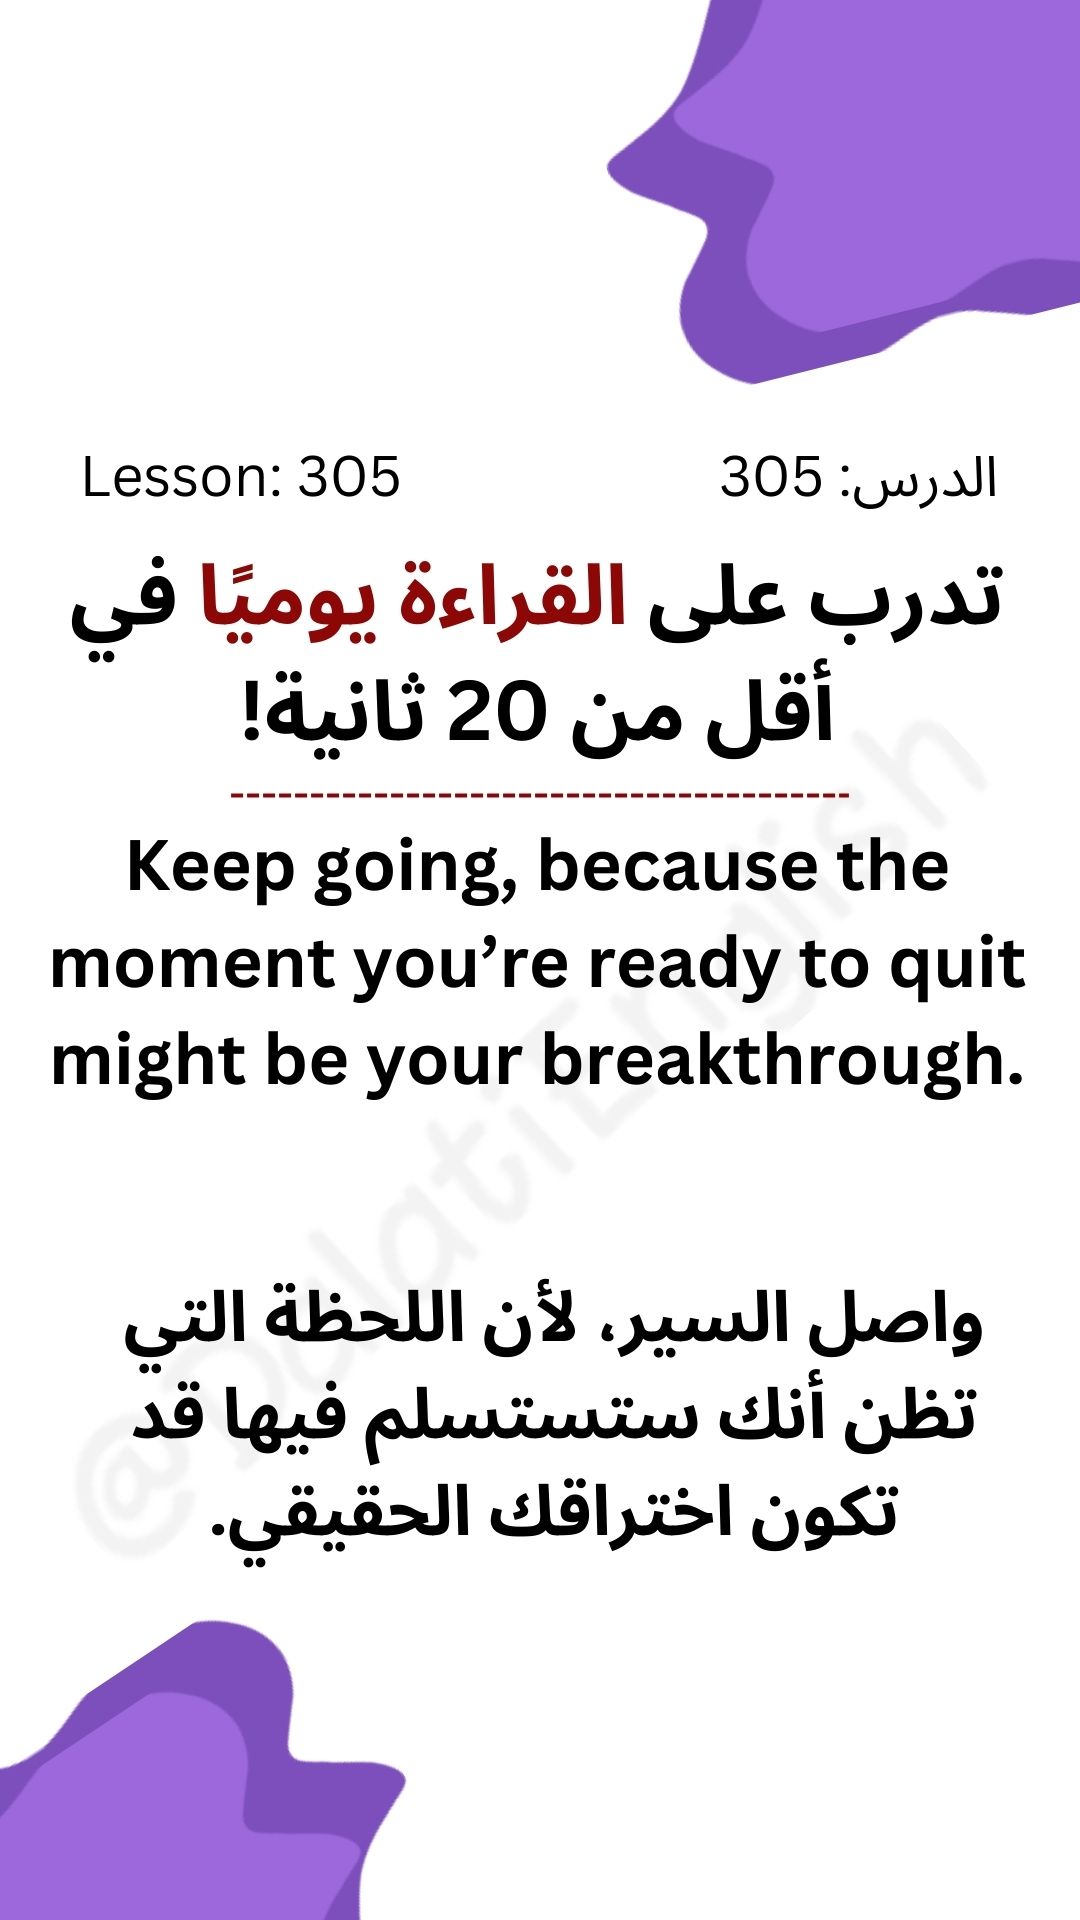 Lesson: 305
الدرس: 305
تدرب على القراءة يوميًا في
أقل من 20 ثانية!
---------------------------------------
Keep going, because the
moment you’re ready to quit
might be your breakthrough.
واصل السير، لأن اللحظة التي
تظن أنك ستستسلم فيها قد
تكون اختراقك الحقيقي.
@DalatiEnglish